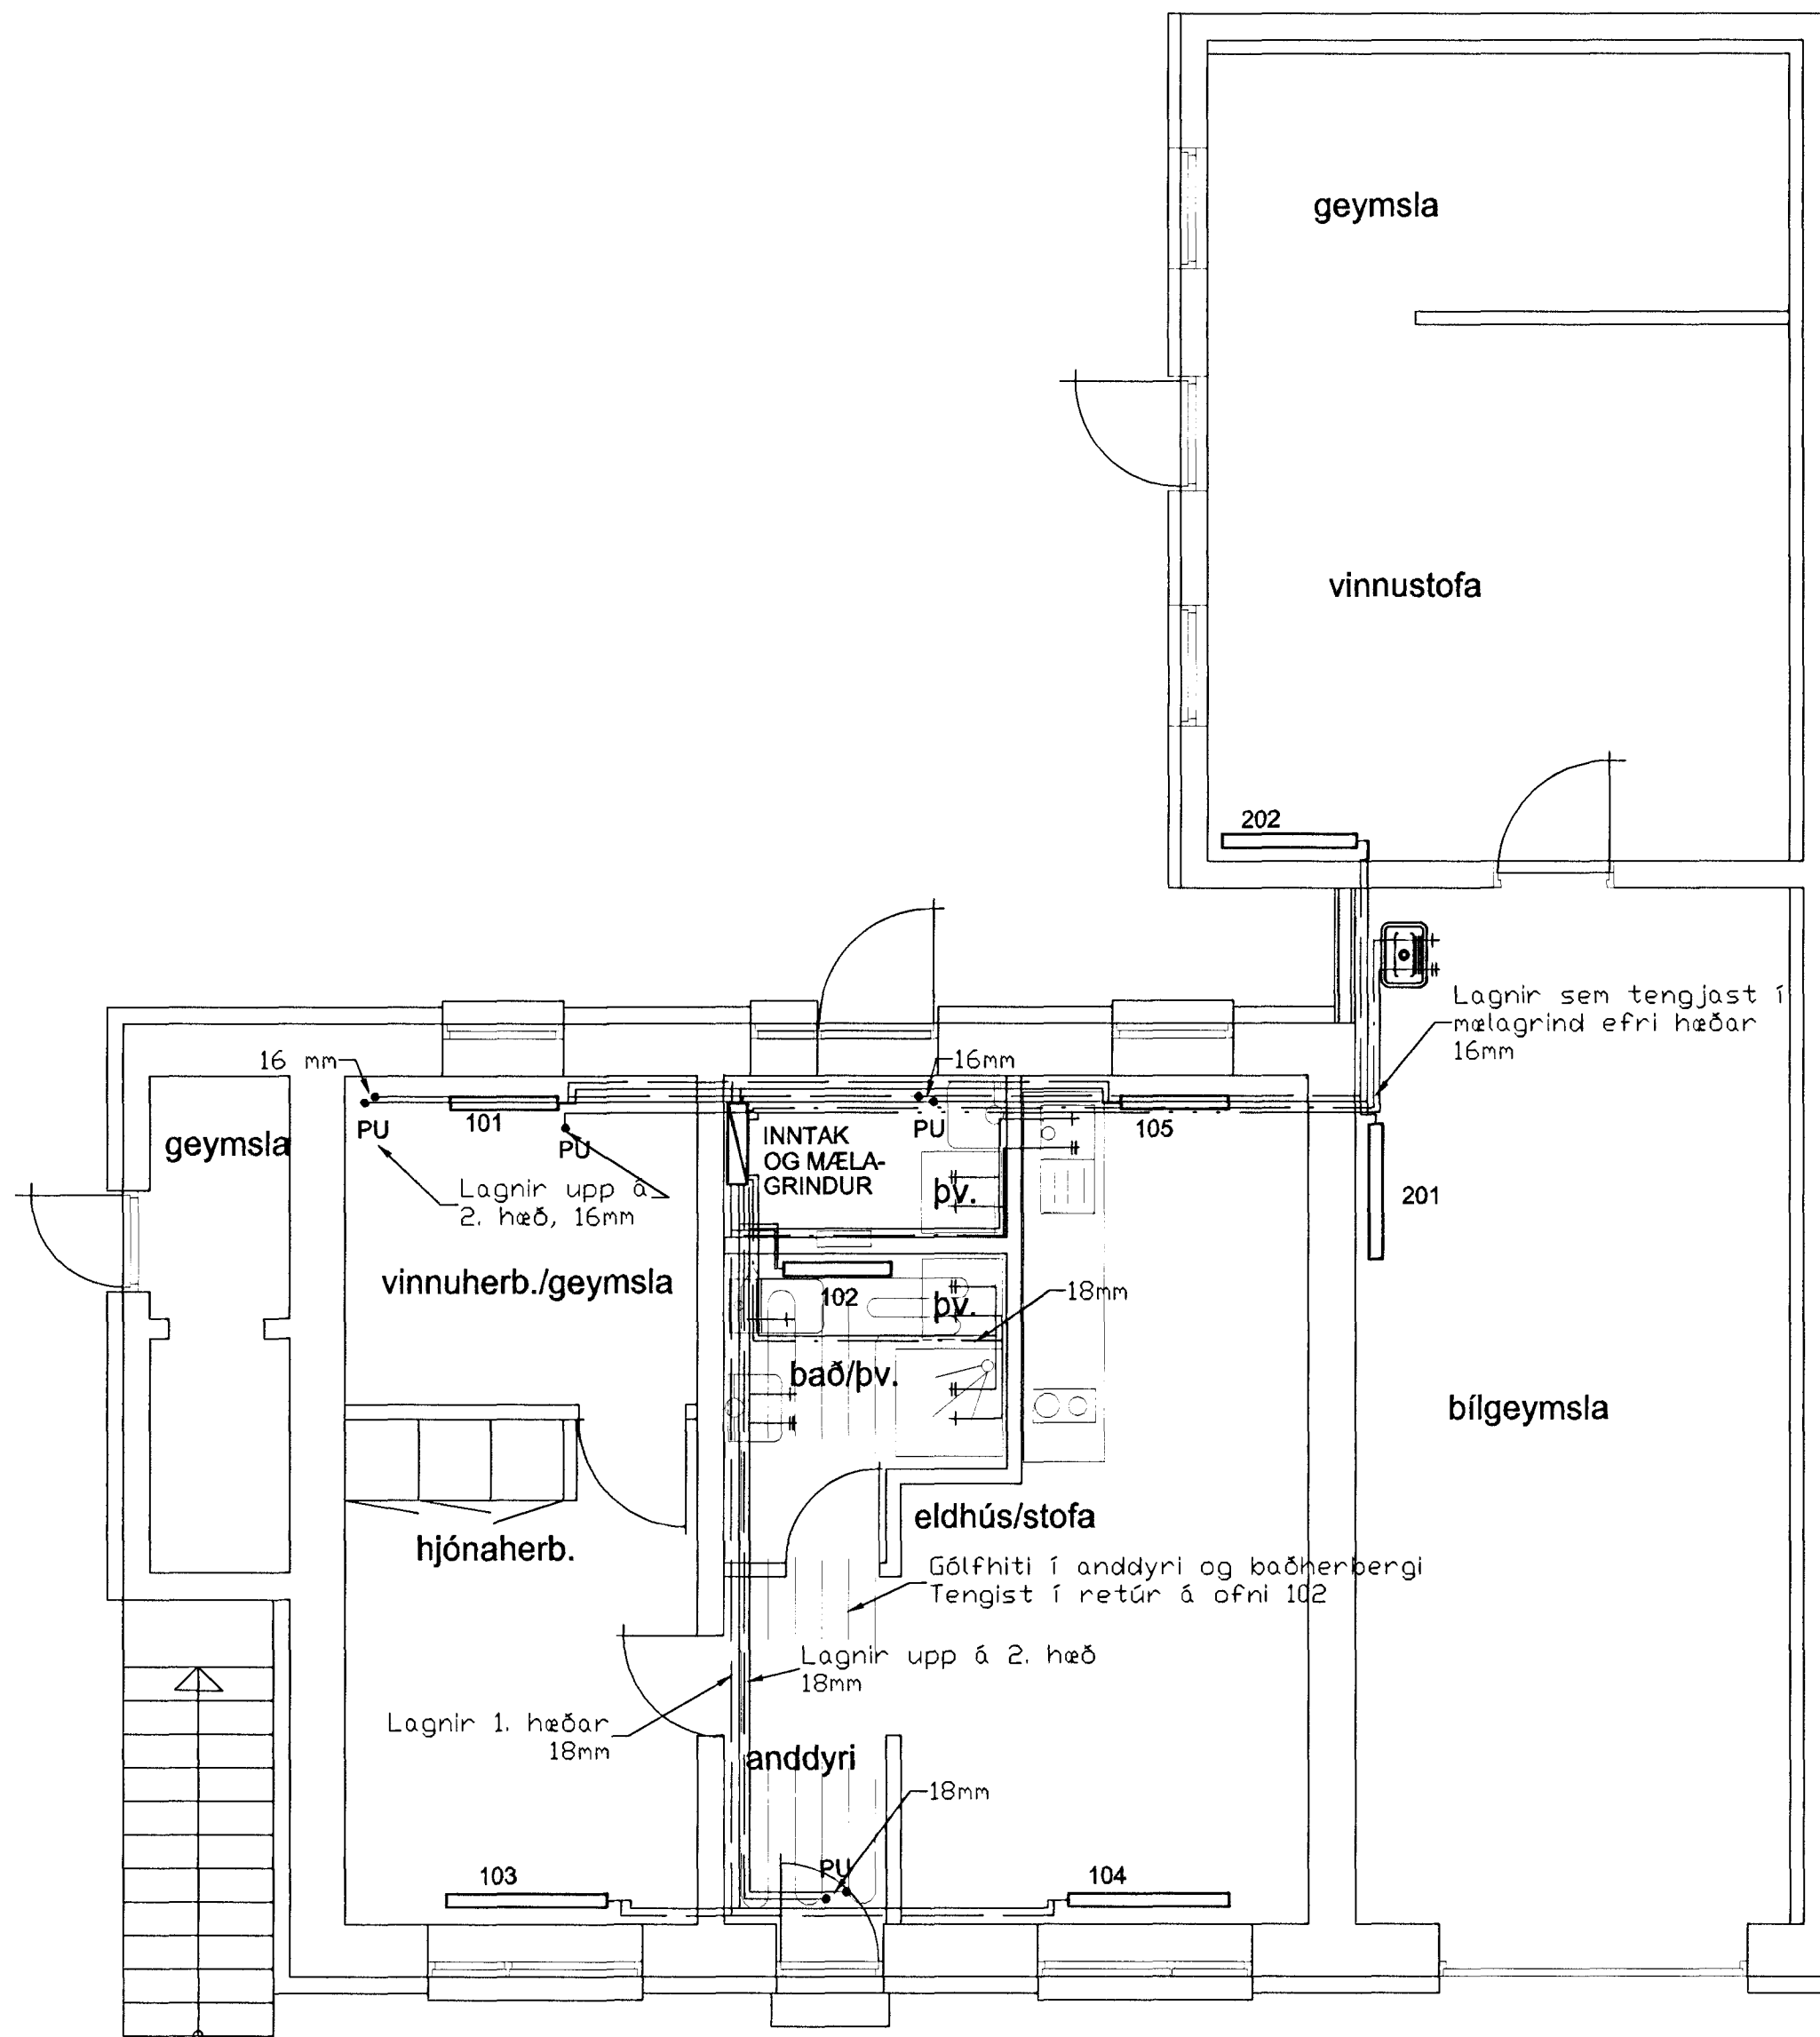 geymsla
vinnustofa
202
Lagnir sem tengjast í
mælagrind efri hæðar
16mm
16 mm
16mm
101
PU
PU
PU
105
geymsla
INNTAK
OG MÆLA-
GRINDUR
Lagnir upp á
2. hæð, 16mm
þv.
201
vinnuherb./geymsla
102
þv.
18mm
bað/þv.
bílgeymsla
eldhús/stofa
hjónaherb.
Gólfhiti í anddyri og baðherbergi
Tengist í retúr á ofni 102
Lagnir upp á 2. hæð
18mm
Lagnir 1. hæðar
18mm
anddyri
18mm
PU
103
104